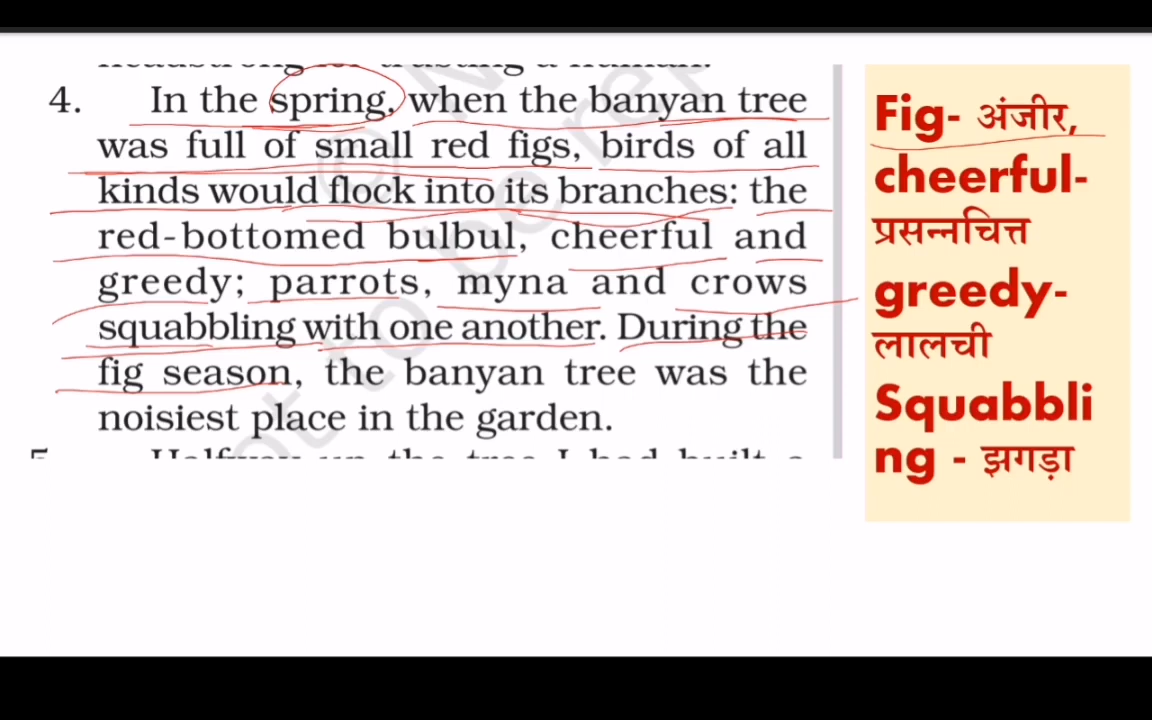 4. In the spring, when the banyan tree
was full of small red figs, birds of all
kinds would flock into its branches: the
red-bottomed bulbul, cheerful and
greedy; parrots, myna and crows
squabbling with one another. During the
fig season, the banyan tree was the
noisiest place in the garden.
Fig- अंजीर,
cheerful-
प्रसन्नचित्त
greedy-
लालची
Squabbli
ng - झगड़ा